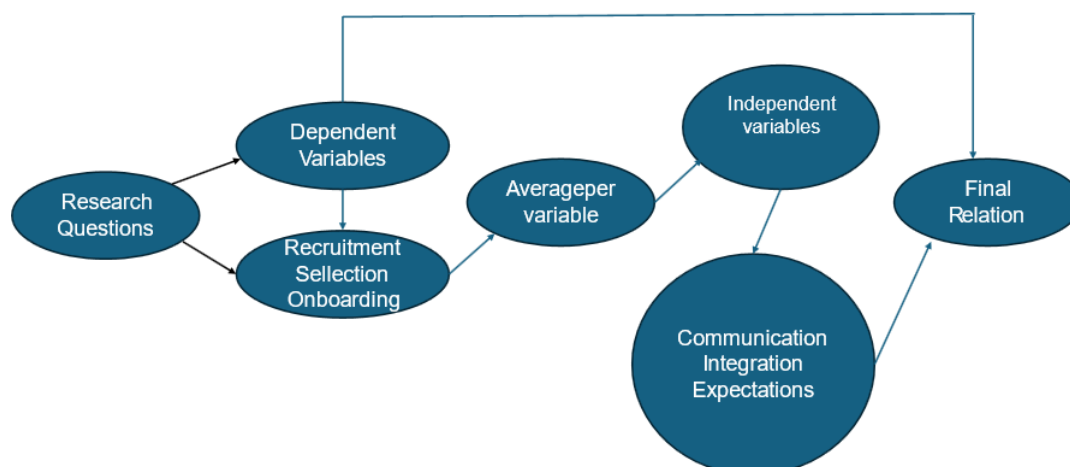 Research
Questions
Dependent
Variables
Recruitment
Sellection
Onboarding
Averageper
variable
Independent
variables
Communication
Integration
Expectations
Final
Relation